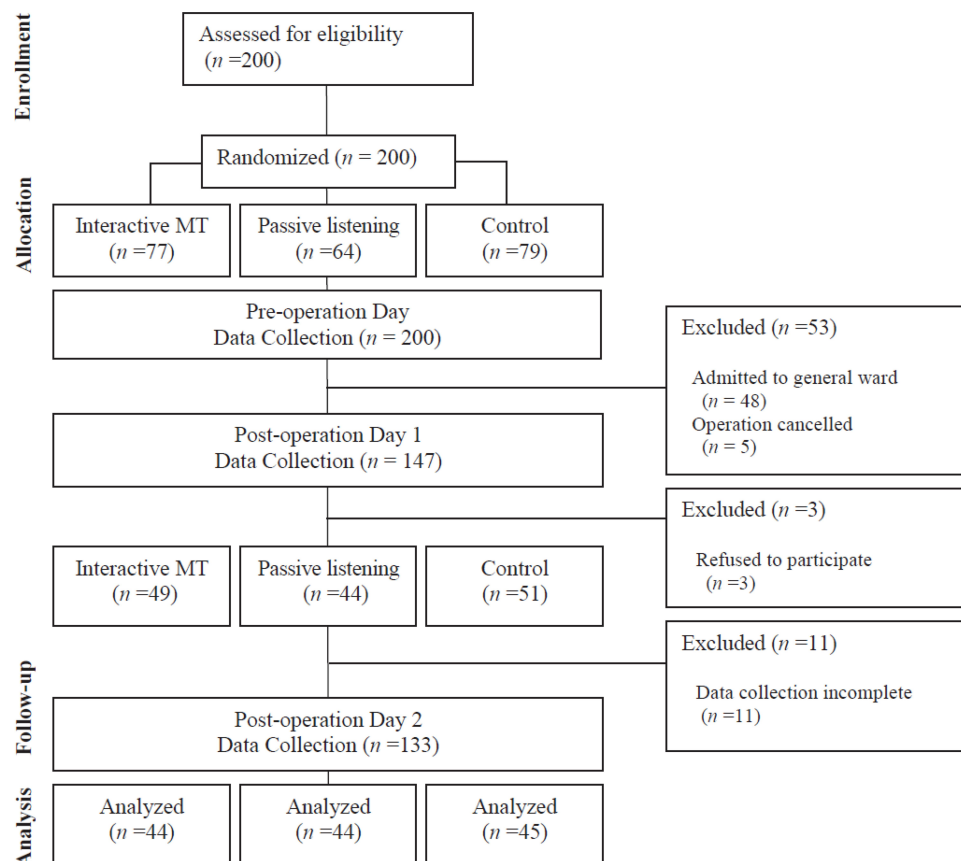 Enrollment
Assessed for eligibility
(n =200)
Randomized (n = 200)
Allocation
Interactive MT
(n =77)
Passive listening
(n =64)
Control
(n =79)
Pre-operation Day
Data Collection (n = 200)
Excluded (n =53)
Admitted to general ward
(n = 48)
Operation cancelled
(n = 5)
Post-operation Day 1
Data Collection (n = 147)
Excluded (n =3)
Refused to participate
(n =3)
Interactive MT
(n =49)
Passive listening
(n =44)
Control
(n =51)
Excluded (n =11)
Data collection incomplete
(n =11)
Follow-up
Post-operation Day 2
Data Collection (n =133)
Analysis
Analyzed
(n =44)
Analyzed
(n =44)
Analyzed
(n =45)